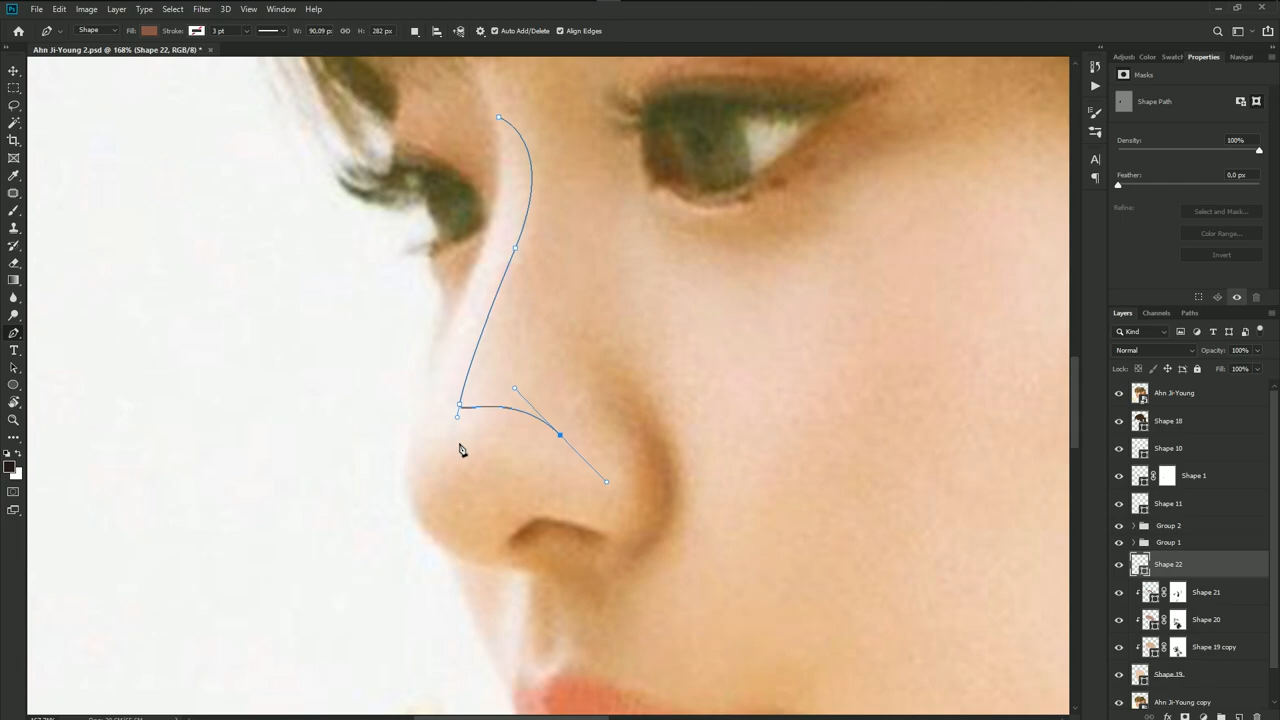 Ps File Edit Image Layer Type Select Filter 3D View Window Help
Shape Fill: Stroke: 3 pt W: 90,09 px H: 282 px Auto Add/Delete Align Edges
Ahn Ji-Young 2.psd @ 168% (Shape 22, RGB/8) *
Adjust Color Swatch Properties Navigat
Masks
Shape Path
Density: 100%
Feather: 0,0 px
Refine: Select and Mask...
Color Range...
Invert
Layers Channels Paths
Kind
Normal Opacity: 100%
Lock: Fill: 100%
Ahn Ji-Young
Shape 18
Shape 10
Shape 1
Shape 11
Group 2
Group 1
Shape 22
Shape 21
Shape 20
Shape 19 copy
Shape 19
Ahn Ji-Young copy